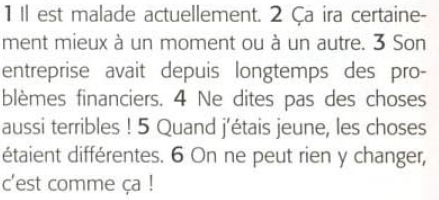 1 Il est malade actuellement. 2 Ça ira certaine-
ment mieux à un moment ou à un autre. 3 Son
entreprise avait depuis longtemps des pro-
blèmes financiers. 4 Ne dites pas des choses
aussi terribles ! 5 Quand j'étais jeune, les choses
étaient différentes. 6 On ne peut rien y changer,
c'est comme ça !